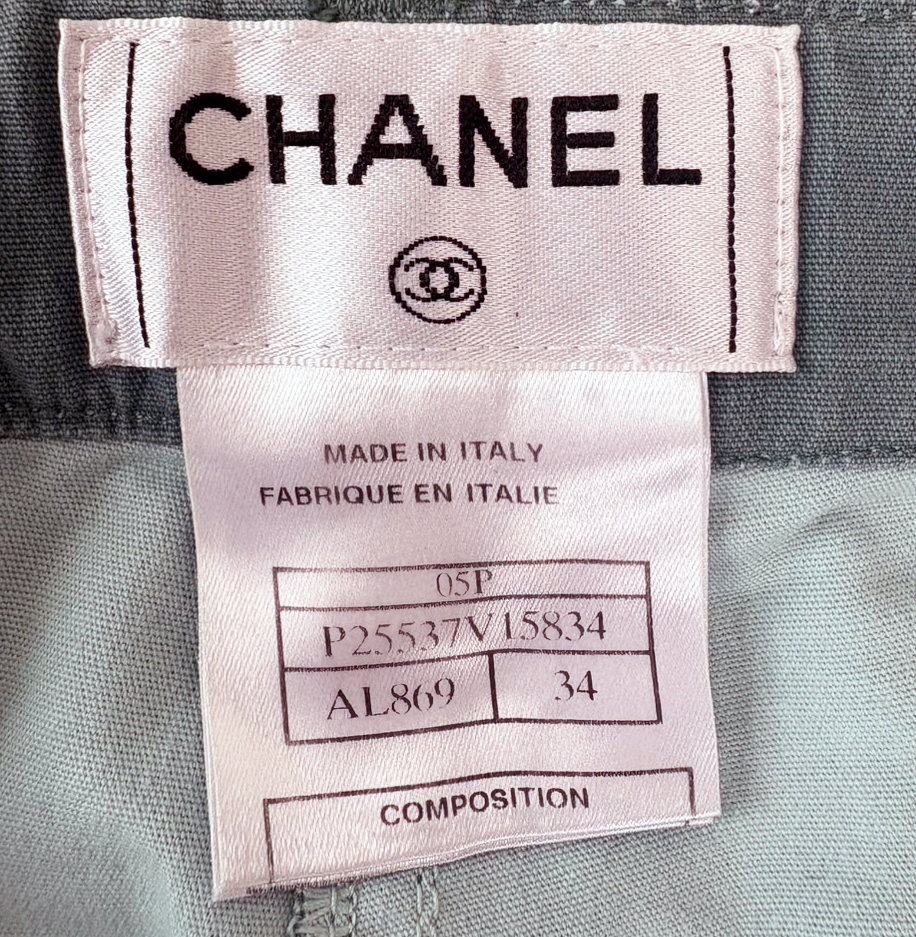 CHANEL
MADE IN ITALY
FABRIQUE EN ITALIE
05P
P25537V15834
AL869 34
COMPOSITION